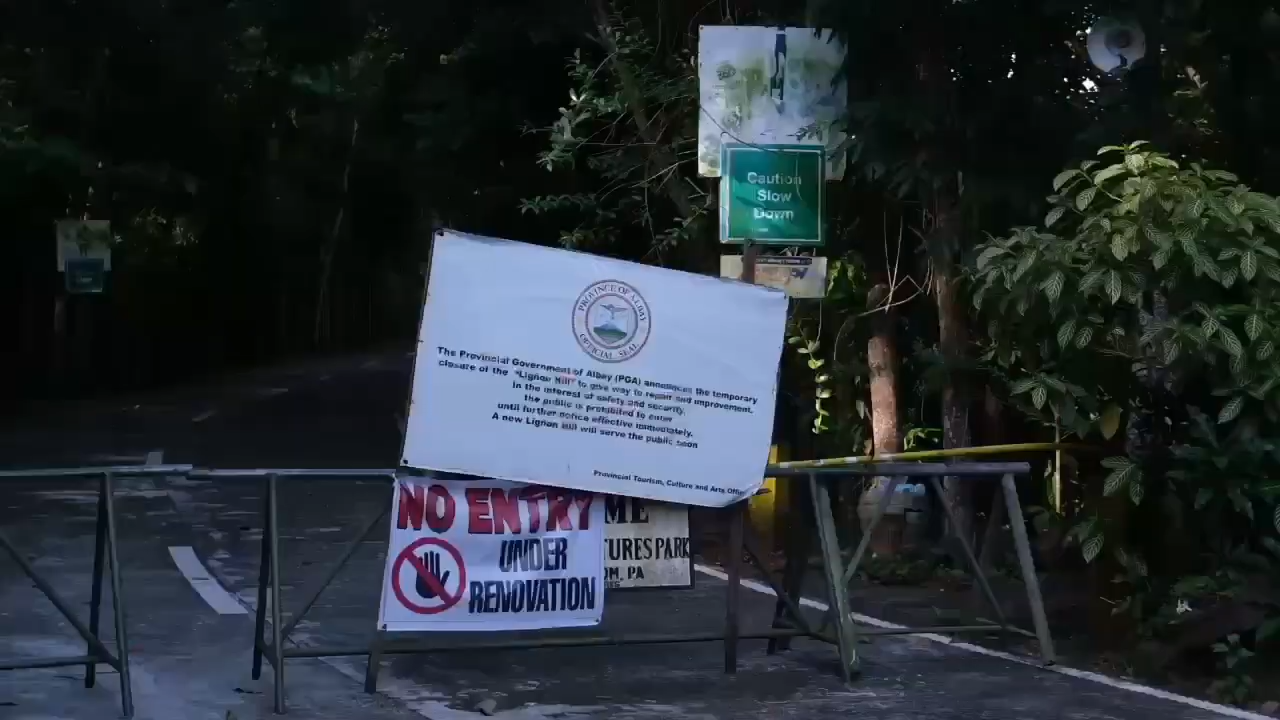 Caution
Slow
Down
PROVINCE OF ALBAY
OFFICIAL SEAL
The Provincial Government of Albay (PGA) announces the temporary
closure of the "Lignon Hill" to give way to repair and improvement,
in the interest of safety and security,
the public is prohibited to enter
until further notice effective immediately.
A new Lignon Hill will serve the public soon
Provincial Tourism, Culture and Arts
NO ENTRY
UNDER
RENOVATION
ME
TURES PARK
OM, PA